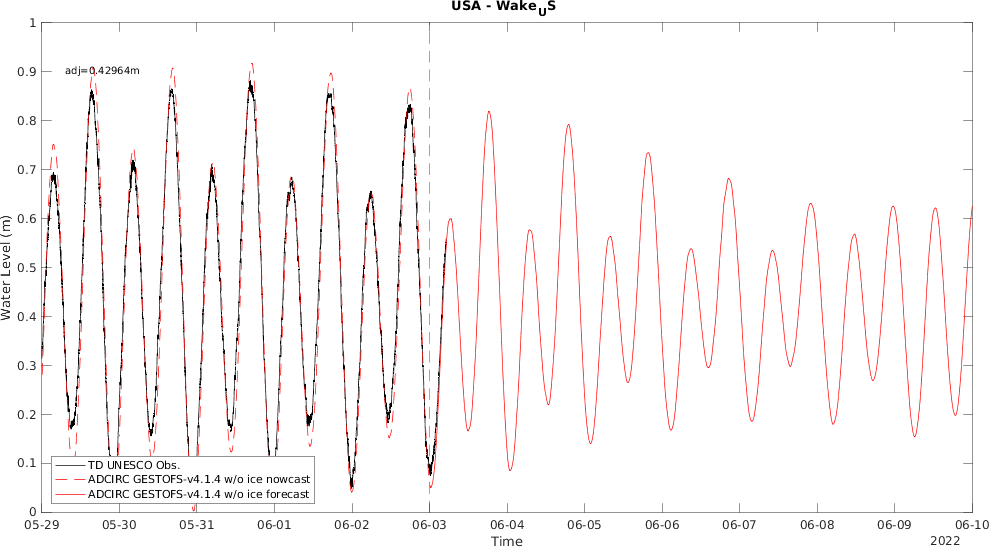 USA - Wake_US
adj=0.42964m
Water Level (m)
1
0.9
0.8
0.7
0.6
0.5
0.4
0.3
0.2
0.1
0
TD UNESCO Obs.
ADCIRC GESTOFS-v4.1.4 w/o ice nowcast
ADCIRC GESTOFS-v4.1.4 w/o ice forecast
05-29 05-30 05-31 06-01 06-02 06-03 06-04 06-05 06-06 06-07 06-08 06-09 06-10
Time
2022